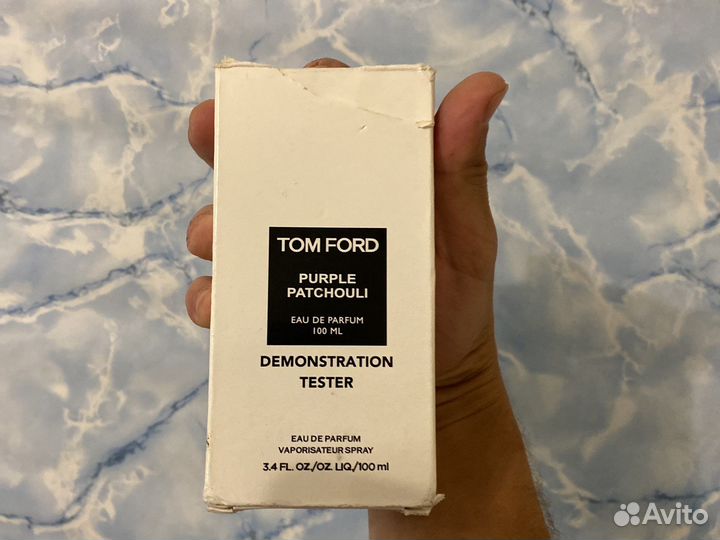 TOM FORD
PURPLE
PATCHOULI
EAU DE PARFUM
100 ML
DEMONSTRATION
TESTER
EAU DE PARFUM
VAPORISATEUR SPRAY
3.4 FL. OZ./OZ. LIQ./100 ml
Avito